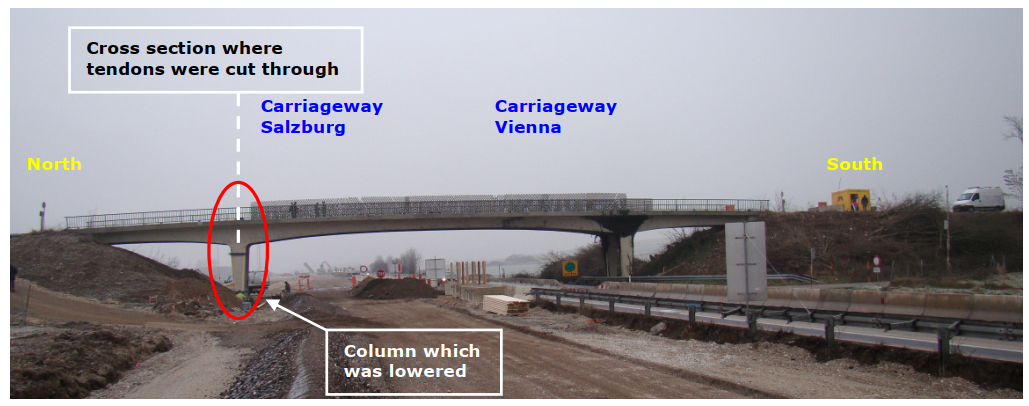 Cross section where
tendons were cut through
Carriageway
Salzburg
Carriageway
Vienna
North
South
Column which
was lowered